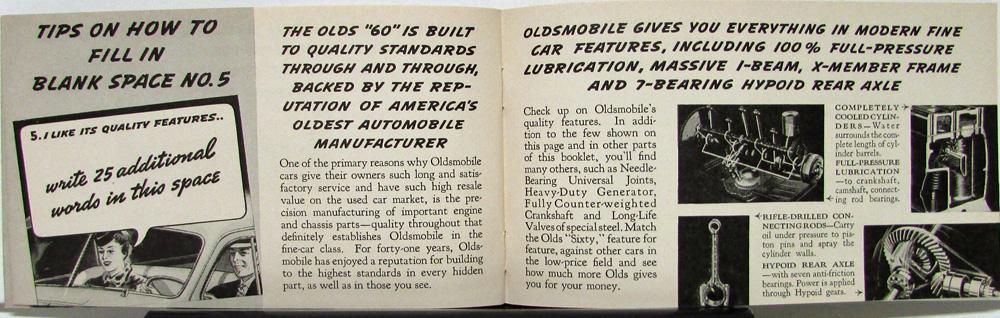 TIPS ON HOW TO
FILL IN
BLANK SPACE NO. 5
5. I LIKE ITS QUALITY FEATURES..
write 25 additional
words in this space
THE OLDS "60" IS BUILT
TO QUALITY STANDARDS
THROUGH AND THROUGH,
BACKED BY THE REP-
UTATION OF AMERICA'S
OLDEST AUTOMOBILE
MANUFACTURER
One of the primary reasons why Oldsmobile
cars give their owners such long and satis-
factory service and have such high resale
value on the used car market, is the pre-
cision manufacturing of important engine
and chassis parts—quality throughout that
definitely establishes Oldsmobile in the
fine-car class. For forty-one years, Olds-
mobile has enjoyed a reputation for building
to the highest standards in every hidden
part, as well as in those you see.
OLDSMOBILE GIVES YOU EVERYTHING IN MODERN FINE
CAR FEATURES, INCLUDING 100% FULL-PRESSURE
LUBRICATION, MASSIVE I-BEAM, X-MEMBER FRAME
AND 7-BEARING HYPOID REAR AXLE
Check up on Oldsmobile's
quality features. In addi-
tion to the few shown on
this page and in other parts
of this booklet, you'll find
many others, such as Needle-
Bearing Universal Joints,
Heavy-Duty Generator,
Fully Counter-weighted
Crankshaft and Long-Life
Valves of special steel. Match
the Olds "Sixty," feature for
feature, against other cars in
the low-price field and see
how much more Olds gives
you for your money.
COMPLETELY
COOLED CYLIN-
DERS—Water
surrounds the com-
plete length of cyl-
inder barrels.
FULL-PRESSURE
LUBRICATION
—to crankshaft,
camshaft, connect-
ing rod bearings.
RIFLE-DRILLED CON-
NECTING RODS—Carry
oil under pressure to pis-
ton pins and spray the
cylinder walls.
HYPOID REAR AXLE
—with seven anti-friction
bearings. Power is applied
through Hypoid gears.